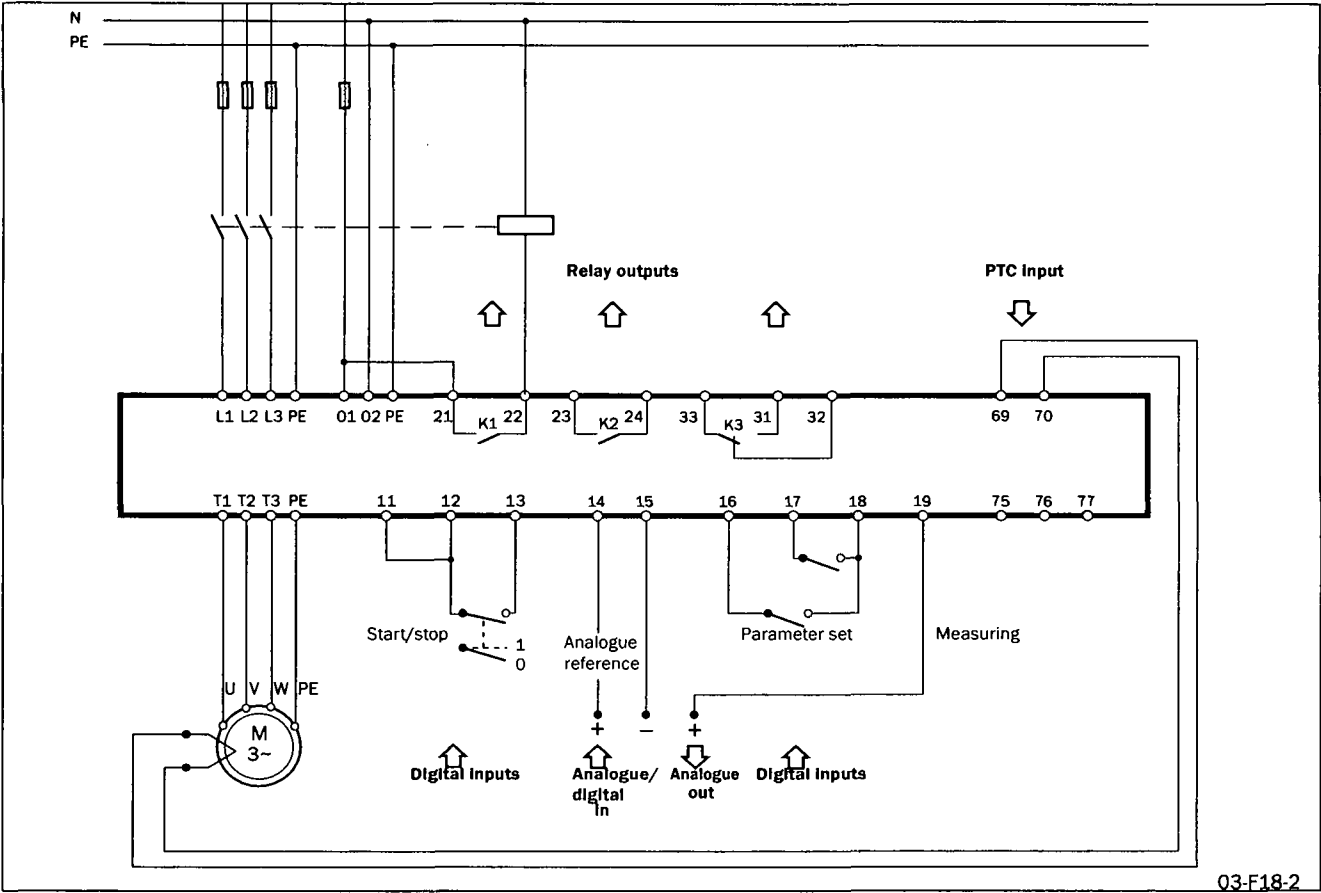 N
PE
Relay outputs
PTC input
L1 L2 L3 PE 01 02 PE 21 22 23 24 33 31 32 69 70
K1 K2 K3
T1 T2 T3 PE 11 12 13 14 15 16 17 18 19 75 76 77
Start/stop
1
0
Analogue
reference
Parameter set
Measuring
U V W PE
M
3~
+ − +
Digital inputs
Analogue/
digital
in
Analogue
out
Digital inputs
03-F18-2